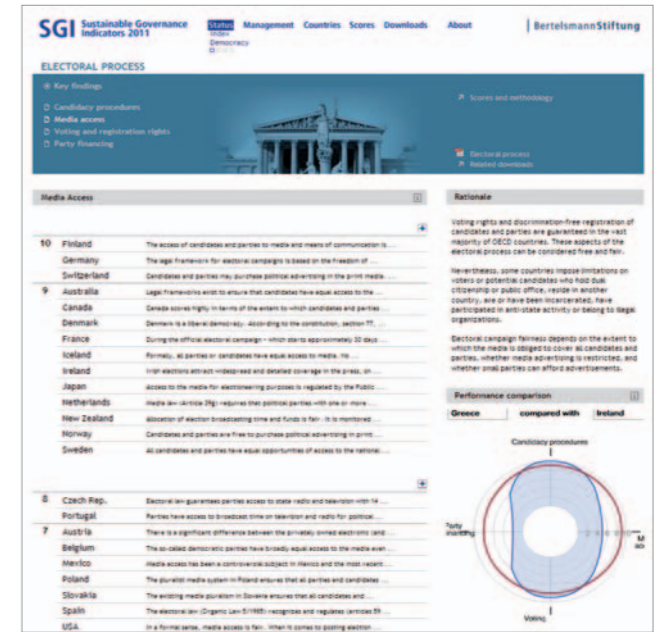 SGI Sustainable Governance Indicators 2011
Status Management Countries Scores Downloads About
Index
Democracy
BertelsmannStiftung
ELECTORAL PROCESS
Key findings
Candidacy procedures
Media access
Voting and registration rights
Party financing
Scores and methodology
Electoral process
Related downloads
Media Access
10 Finland The access of candidates and parties to media and means of communication is ...
Germany The legal framework for electoral campaigns is based on the freedom of ...
Switzerland Candidates and parties may purchase political advertising in the print media. ...
9 Australia Legal frameworks exist to ensure that candidates have equal access to the ...
Canada Canada scores highly in terms of the extent to which candidates and parties ...
Denmark Denmark is a liberal democracy. According to the constitution, section 77, ...
France During the official electoral campaign – which starts approximately 20 days ...
Iceland Formally, all parties or candidates have equal access to media. No ...
Ireland Irish elections attract widespread and detailed coverage in the press, on ...
Japan Access to the media for electioneering purposes is regulated by the Public ...
Netherlands Media law (Article 39g) requires that political parties with one or more ...
New Zealand Allocation of election broadcasting time and funds is fair. It is monitored ...
Norway Candidates and parties are free to purchase political advertising in print ...
Sweden All candidates and parties have equal opportunities of access to the national ...
8 Czech Rep. Electoral law guarantees parties access to state radio and television with 14 ...
Portugal Parties have access to broadcast time on television and radio for political ...
7 Austria There is a significant difference between the privately owned electronic (and ...
Belgium The so-called democratic parties have broadly equal access to the media even ...
Mexico Media access has been a controversial subject in Mexico and the most recent ...
Poland The pluralist media system in Poland ensures that all parties and candidates ...
Slovakia The existing media pluralism in Slovakia ensures that all candidates and ...
Spain The electoral law (Organic Law 5/1985) recognizes and regulates (articles 59 ...
USA In a formal sense, media access is fair. When it comes to posting election ...
Rationale
Voting rights and discrimination-free registration of
candidates and parties are guaranteed in the vast
majority of OECD countries. These aspects of the
electoral process can be considered free and fair.
Nevertheless, some countries impose limitations on
voters or potential candidates who hold dual
citizenship or public office, reside in another
country, are or have been incarcerated, have
participated in anti-state activity or belong to illegal
organizations.
Electoral campaign fairness depends on the extent to
which the media is obliged to cover all candidates and
parties, whether media advertising is restricted, and
whether small parties can afford advertisements.
Performance comparison
Greece compared with Ireland
Candidacy procedures
Party
Voting